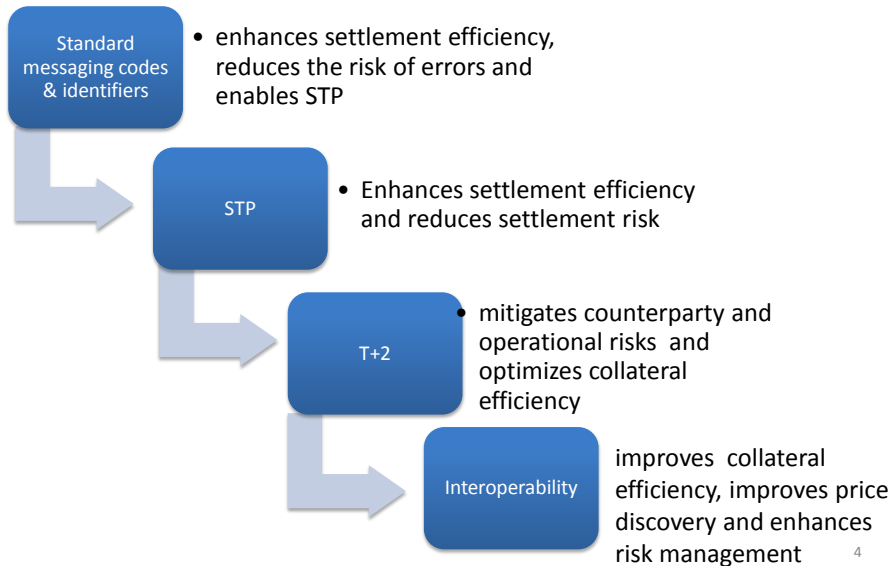 Standard
messaging codes
& identifiers
• enhances settlement efficiency,
reduces the risk of errors and
enables STP
STP
• Enhances settlement efficiency
and reduces settlement risk
T+2
• mitigates counterparty and
operational risks and
optimizes collateral
efficiency
Interoperability
improves collateral
efficiency, improves price
discovery and enhances
risk management
4